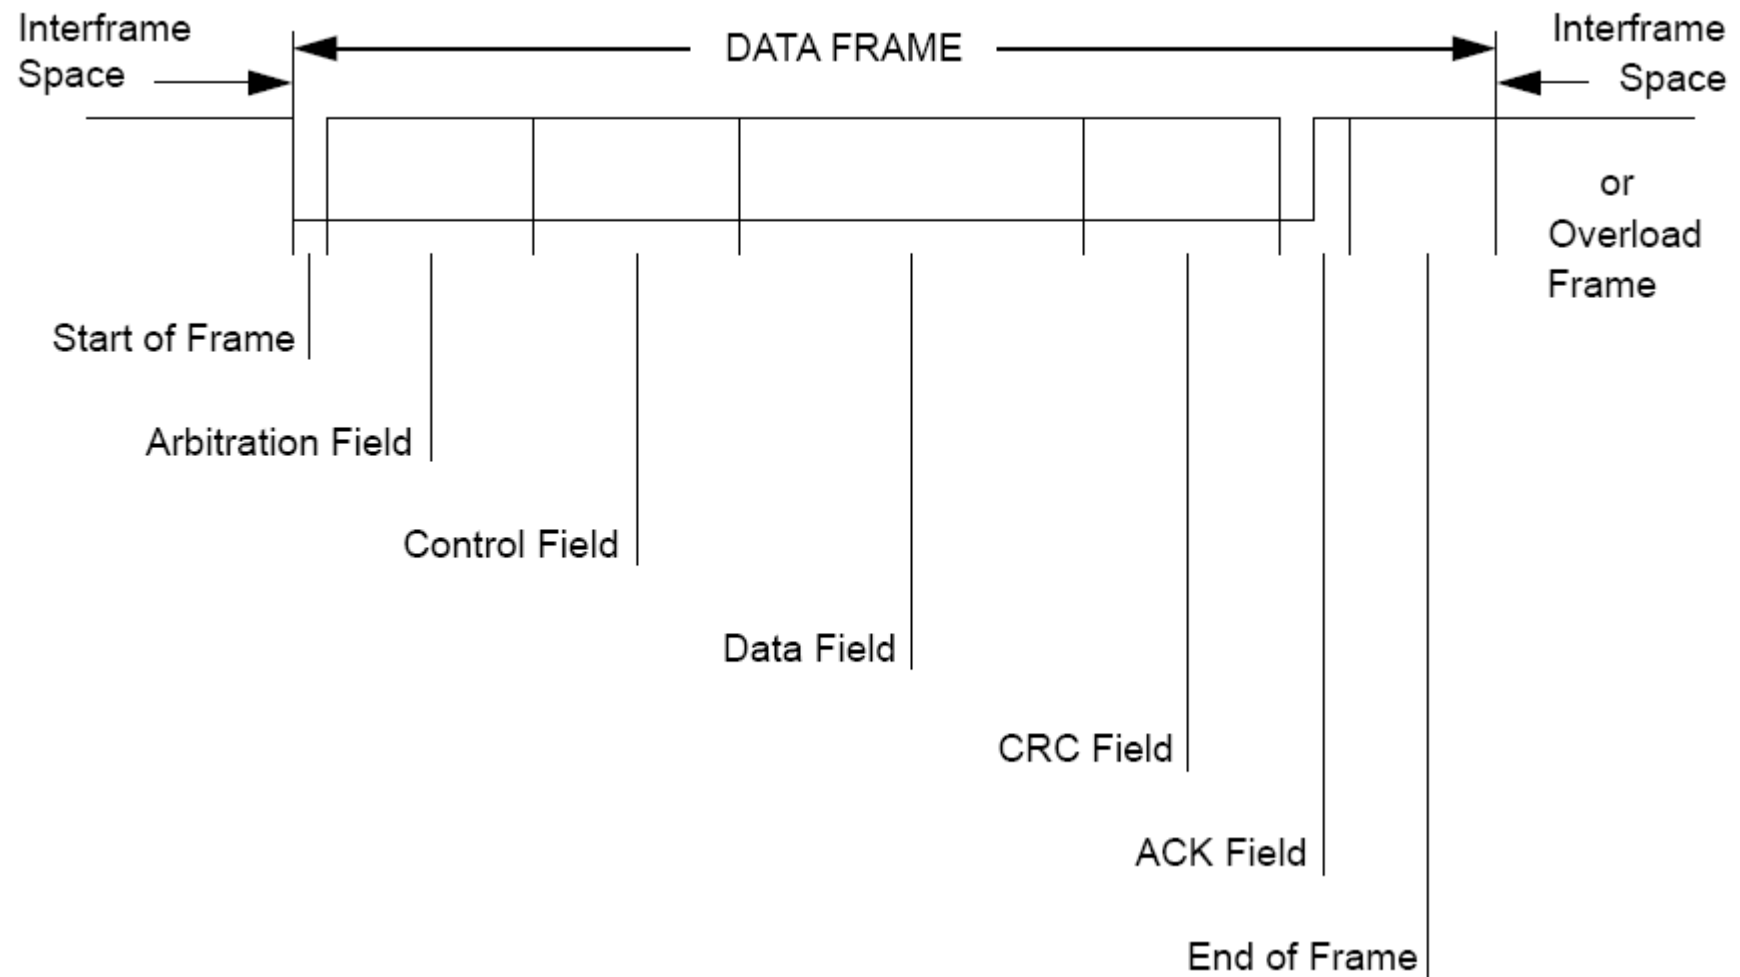 Interframe
Space
DATA FRAME
Interframe
Space
or
Overload
Frame
Start of Frame
Arbitration Field
Control Field
Data Field
CRC Field
ACK Field
End of Frame